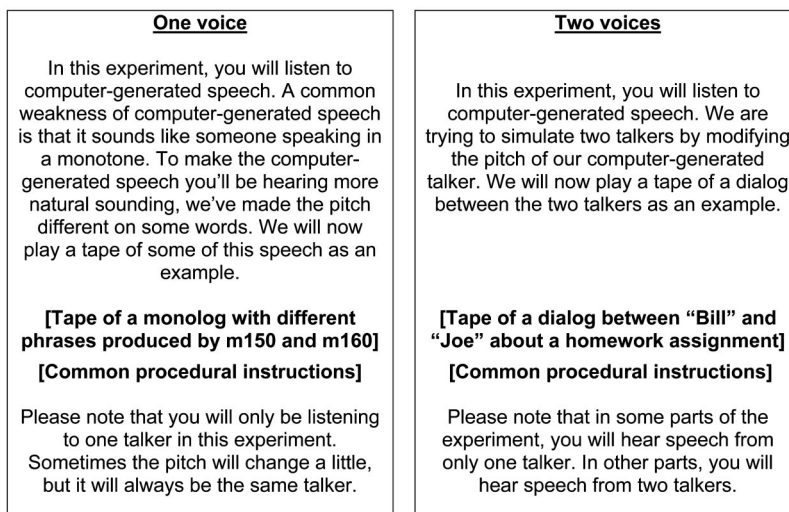 One voice
In this experiment, you will listen to
computer-generated speech. A common
weakness of computer-generated speech
is that it sounds like someone speaking in
a monotone. To make the computer-
generated speech you’ll be hearing more
natural sounding, we’ve made the pitch
different on some words. We will now
play a tape of some of this speech as an
example.
[Tape of a monolog with different
phrases produced by m150 and m160]
[Common procedural instructions]
Please note that you will only be listening
to one talker in this experiment.
Sometimes the pitch will change a little,
but it will always be the same talker.
Two voices
In this experiment, you will listen to
computer-generated speech. We are
trying to simulate two talkers by modifying
the pitch of our computer-generated
talker. We will now play a tape of a dialog
between the two talkers as an example.
[Tape of a dialog between “Bill” and
“Joe” about a homework assignment]
[Common procedural instructions]
Please note that in some parts of the
experiment, you will hear speech from
only one talker. In other parts, you will
hear speech from two talkers.